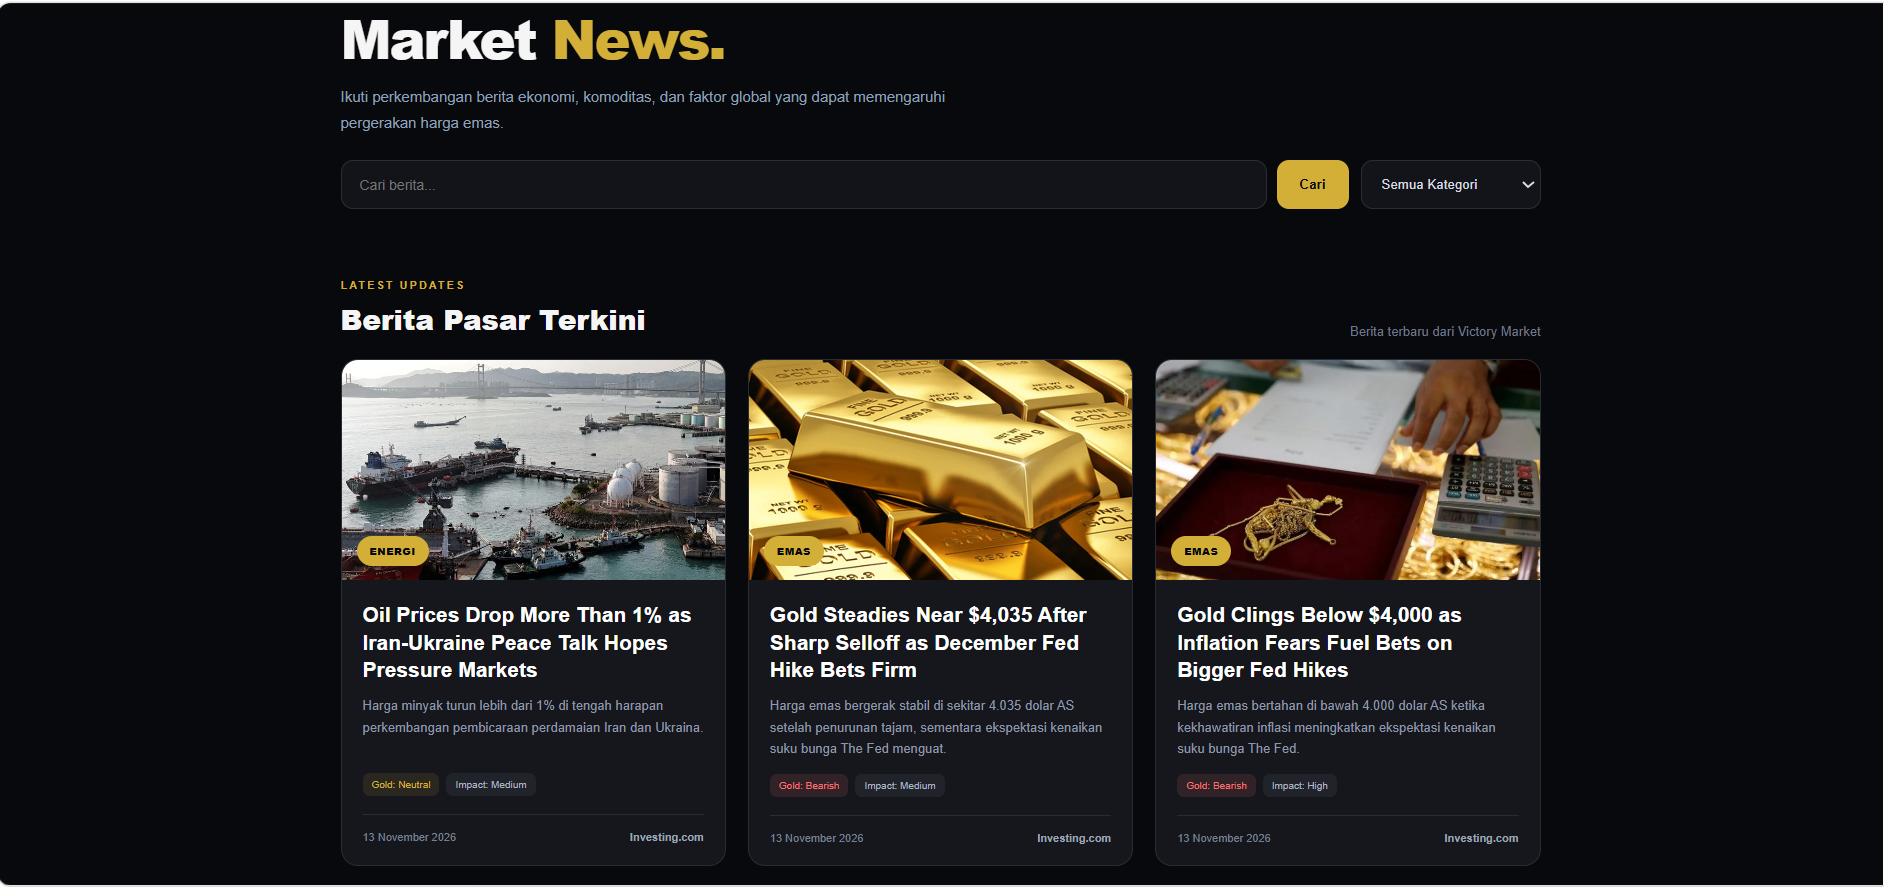 Market News.
Ikuti perkembangan berita ekonomi, komoditas, dan faktor global yang dapat memengaruhi
pergerakan harga emas.
Cari berita...
Cari
Semua Kategori
LATEST UPDATES
Berita Pasar Terkini
Berita terbaru dari Victory Market
ENERGI
Oil Prices Drop More Than 1% as
Iran-Ukraine Peace Talk Hopes
Pressure Markets
Harga minyak turun lebih dari 1% di tengah harapan
perkembangan pembicaraan perdamaian Iran dan Ukraina.
Gold: Neutral
Impact: Medium
13 November 2026
Investing.com
FINE
GOLD
999.9
NET WT
1000 g
EMAS
Gold Steadies Near $4,035 After
Sharp Selloff as December Fed
Hike Bets Firm
Harga emas bergerak stabil di sekitar 4.035 dolar AS
setelah penurunan tajam, sementara ekspektasi kenaikan
suku bunga The Fed menguat.
Gold: Bearish
Impact: Medium
13 November 2026
Investing.com
EMAS
Gold Clings Below $4,000 as
Inflation Fears Fuel Bets on
Bigger Fed Hikes
Harga emas bertahan di bawah 4.000 dolar AS ketika
kekhawatiran inflasi meningkatkan ekspektasi kenaikan
suku bunga The Fed.
Gold: Bearish
Impact: High
13 November 2026
Investing.com